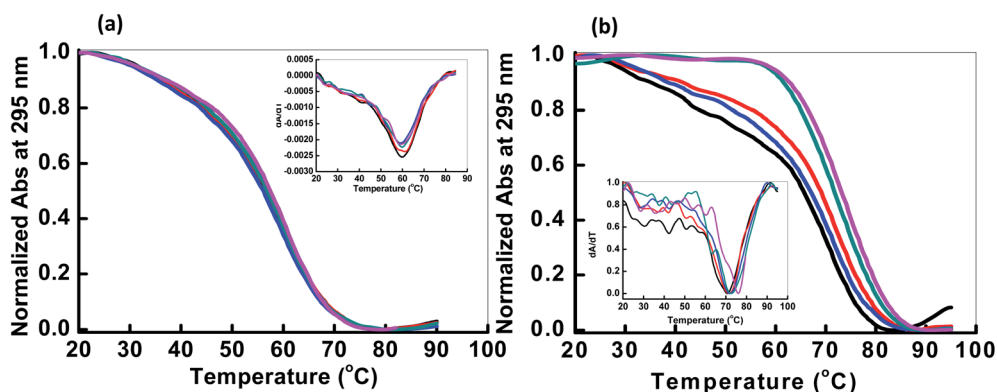 (a)
Normalized Abs at 295 nm
1.0
0.8
0.6
0.4
0.2
0.0
20 30 40 50 60 70 80 90 100
Temperature (°C)
dA/dT
0.0005
0.0000
-0.0005
-0.0010
-0.0015
-0.0020
-0.0025
-0.0030
20 30 40 50 60 70 80 90
Temperature (°C)
(b)
Normalized Abs at 295 nm
1.0
0.8
0.6
0.4
0.2
0.0
20 30 40 50 60 70 80 90 100
Temperature (°C)
dA/dT
1.0
0.8
0.6
0.4
0.2
0.0
20 30 40 50 60 70 80 90 100
Temperature (°C)